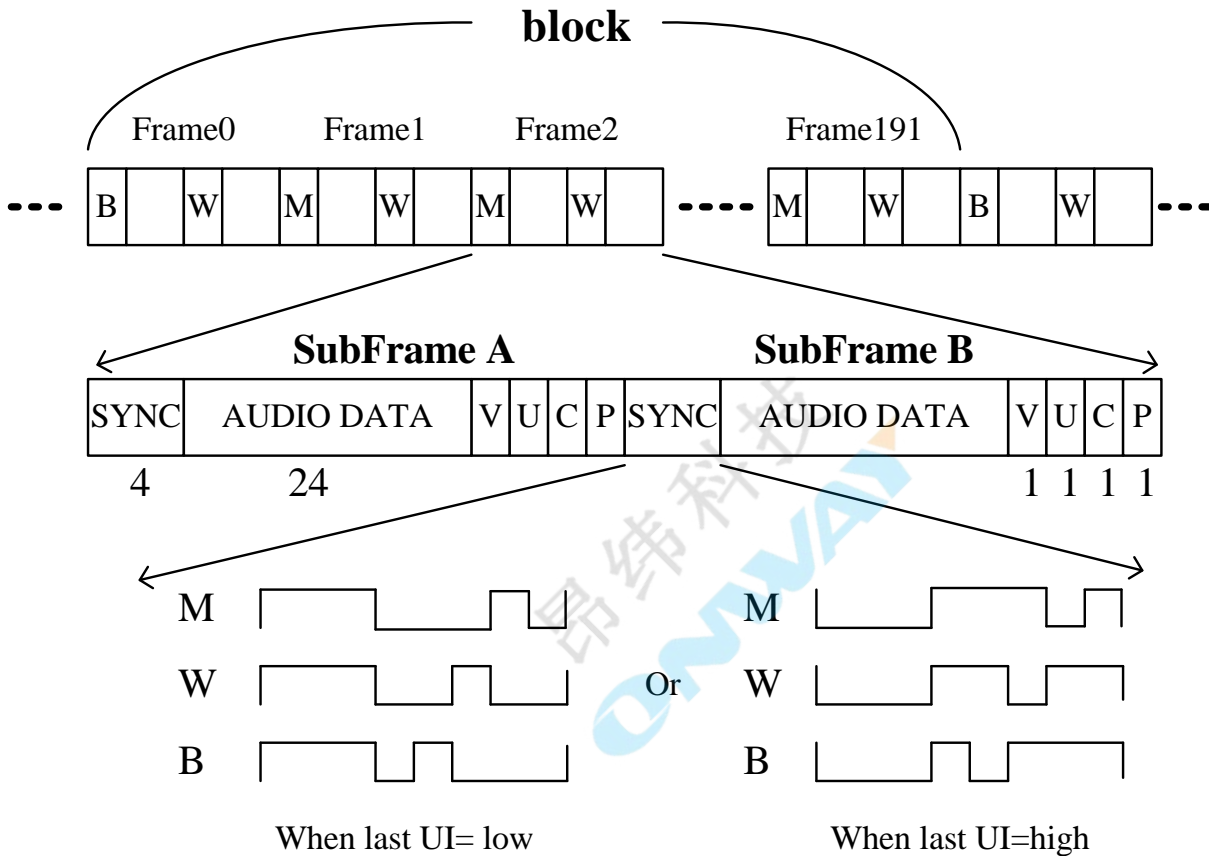 block
Frame0 Frame1 Frame2 Frame191
B W M W M W M W B W
SubFrame A SubFrame B
SYNC AUDIO DATA V U C P SYNC AUDIO DATA V U C P
4 24 1 1 1 1
M M
W Or W
B B
When last UI= low When last UI=high
昂纬科技
ONWAY